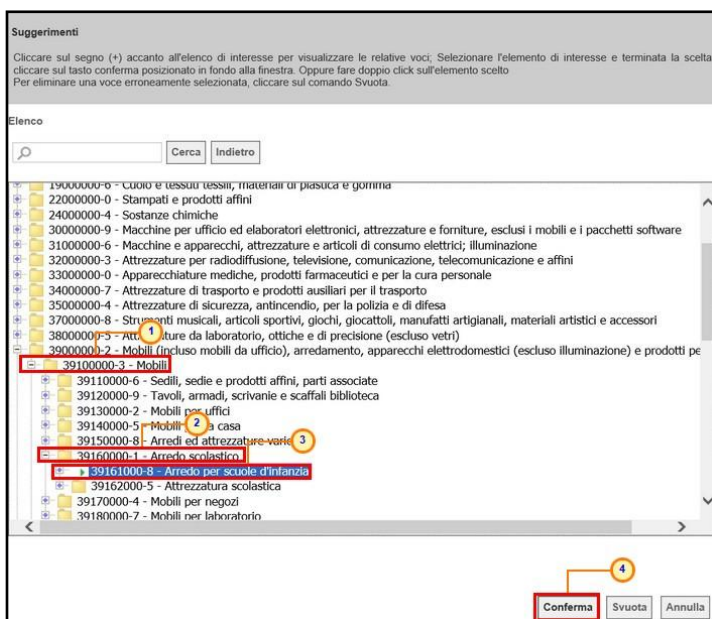 Suggerimenti
Cliccare sul segno (+) accanto all'elenco di interesse per visualizzare le relative voci; Selezionare l'elemento di interesse e terminata la scelta
cliccare sul tasto conferma posizionato in fondo alla finestra. Oppure fare doppio click sull'elemento scelto
Per eliminare una voce erroneamente selezionata, cliccare sul comando Svuota.
Elenco
Cerca Indietro
19000000-6 - Cuoio e tessuti tessili, materiali di plastica e gomma
22000000-0 - Stampati e prodotti affini
24000000-4 - Sostanze chimiche
30000000-9 - Macchine per ufficio ed elaboratori elettronici, attrezzature e forniture, esclusi i mobili e i pacchetti software
31000000-6 - Macchine e apparecchi, attrezzature e articoli di consumo elettrici; illuminazione
32000000-3 - Attrezzature per radiodiffusione, televisione, comunicazione, telecomunicazione e affini
33000000-0 - Apparecchiature mediche, prodotti farmaceutici e per la cura personale
34000000-7 - Attrezzature di trasporto e prodotti ausiliari per il trasporto
35000000-4 - Attrezzature di sicurezza, antincendio, per la polizia e di difesa
37000000-8 - Strumenti musicali, articoli sportivi, giochi, giocattoli, manufatti artigianali, materiali artistici e accessori
1
38000000-5 - Att ature da laboratorio, ottiche e di precisione (escluso vetri)
39000000-2 - Mobili (incluso mobili da ufficio), arredamento, apparecchi elettrodomestici (escluso illuminazione) e prodotti pe
39100000-3 - Mobili
39110000-6 - Sedili, sedie e prodotti affini, parti associate
39120000-9 - Tavoli, armadi, scrivanie e scaffali biblioteca
39130000-2 - Mobili per uffici
39140000-5 - Mobili casa
2
39150000-8 - Arredi ed attrezzature varie
3
39160000-1 - Arredo scolastico
39161000-8 - Arredo per scuole d'infanzia
39162000-5 - Attrezzatura scolastica
39170000-4 - Mobili per negozi
39180000-7 - Mobili per laboratorio
4
Conferma Svuota Annulla